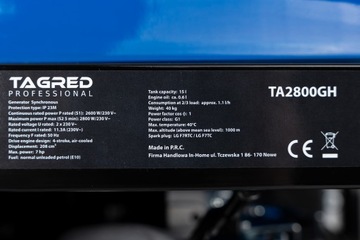 TAGRED
PROFESSIONAL
Generator Synchronous
Protection type: IP 23M
Continuous rated power P rated (S1): 2600 W/230 V~
Maximum power P max (S2 5 min): 2800 W/230 V~
Rated voltage U rated: 2 x 230 V~
Rated current I rated: 11.3A (230V~)
Frequency F rated: 50 Hz
Drive engine design: 4-stroke, air-cooled
Displacement: 208 cm³
Max. power: 7 hp
Fuel: normal unleaded petrol (E10)
Tank capacity: 15 l
Engine oil: ca. 0.6 l
Consumption at 2/3 load: approx. 1.1 l/h
Weight: 40 kg
Power factor cos φ: 1
Power class: G1
Max. temperature: 40°C
Max. altitude (above mean sea level): 1000 m
Spark plug: LG F7RTC/ LG F7TC
Made in P.R.C.
Firma Handlowa In-Home ul. Tczewska 1 86- 170 Nowe
TA2800GH
CE